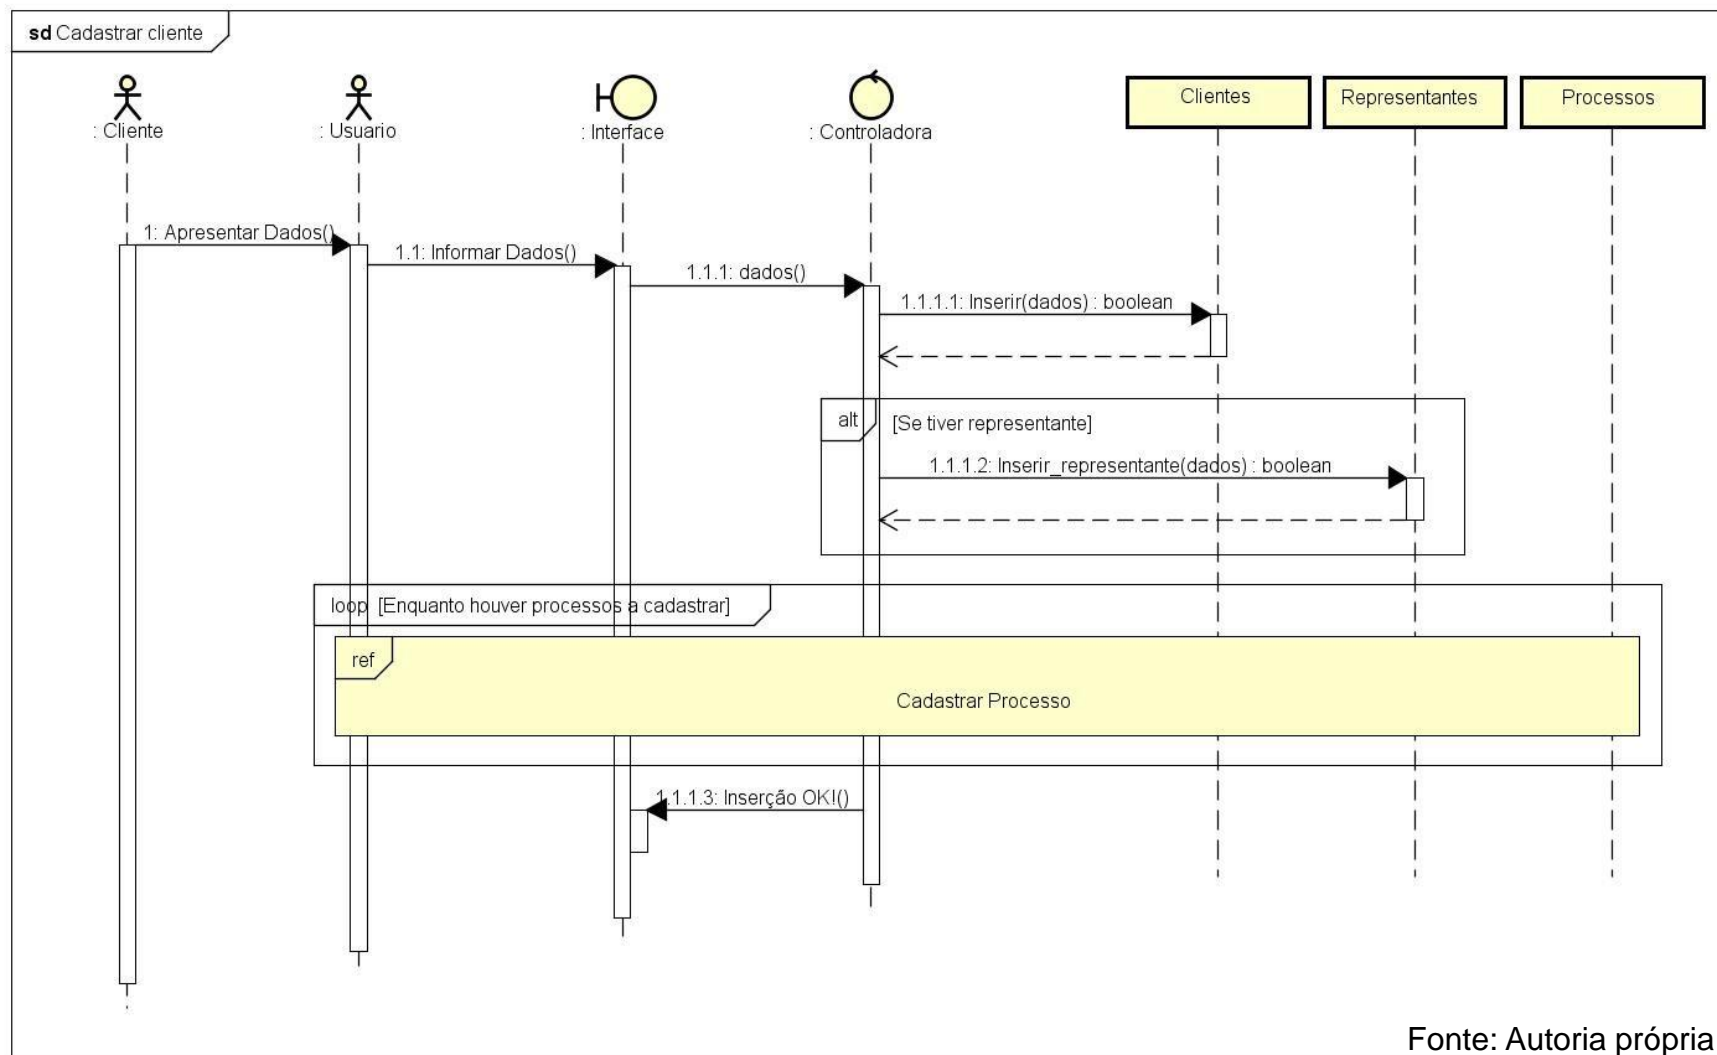 sd Cadastrar cliente
: Cliente
: Usuario
: Interface
: Controladora
Clientes
Representantes
Processos
1: Apresentar Dados()
1.1: Informar Dados()
1.1.1: dados()
1.1.1.1: Inserir(dados) : boolean
alt
[Se tiver representante]
1.1.1.2: Inserir_representante(dados) : boolean
loop [Enquanto houver processos a cadastrar]
ref
Cadastrar Processo
1.1.1.3: Inserção OK!()
Fonte: Autoria própria